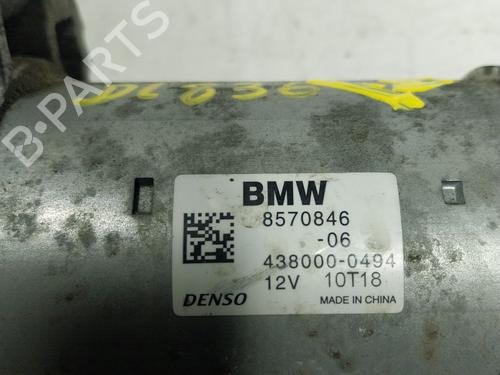 BMW
8570846
-06
438000-0494
12V 10T18
DENSO MADE IN CHINA
B-PARTS